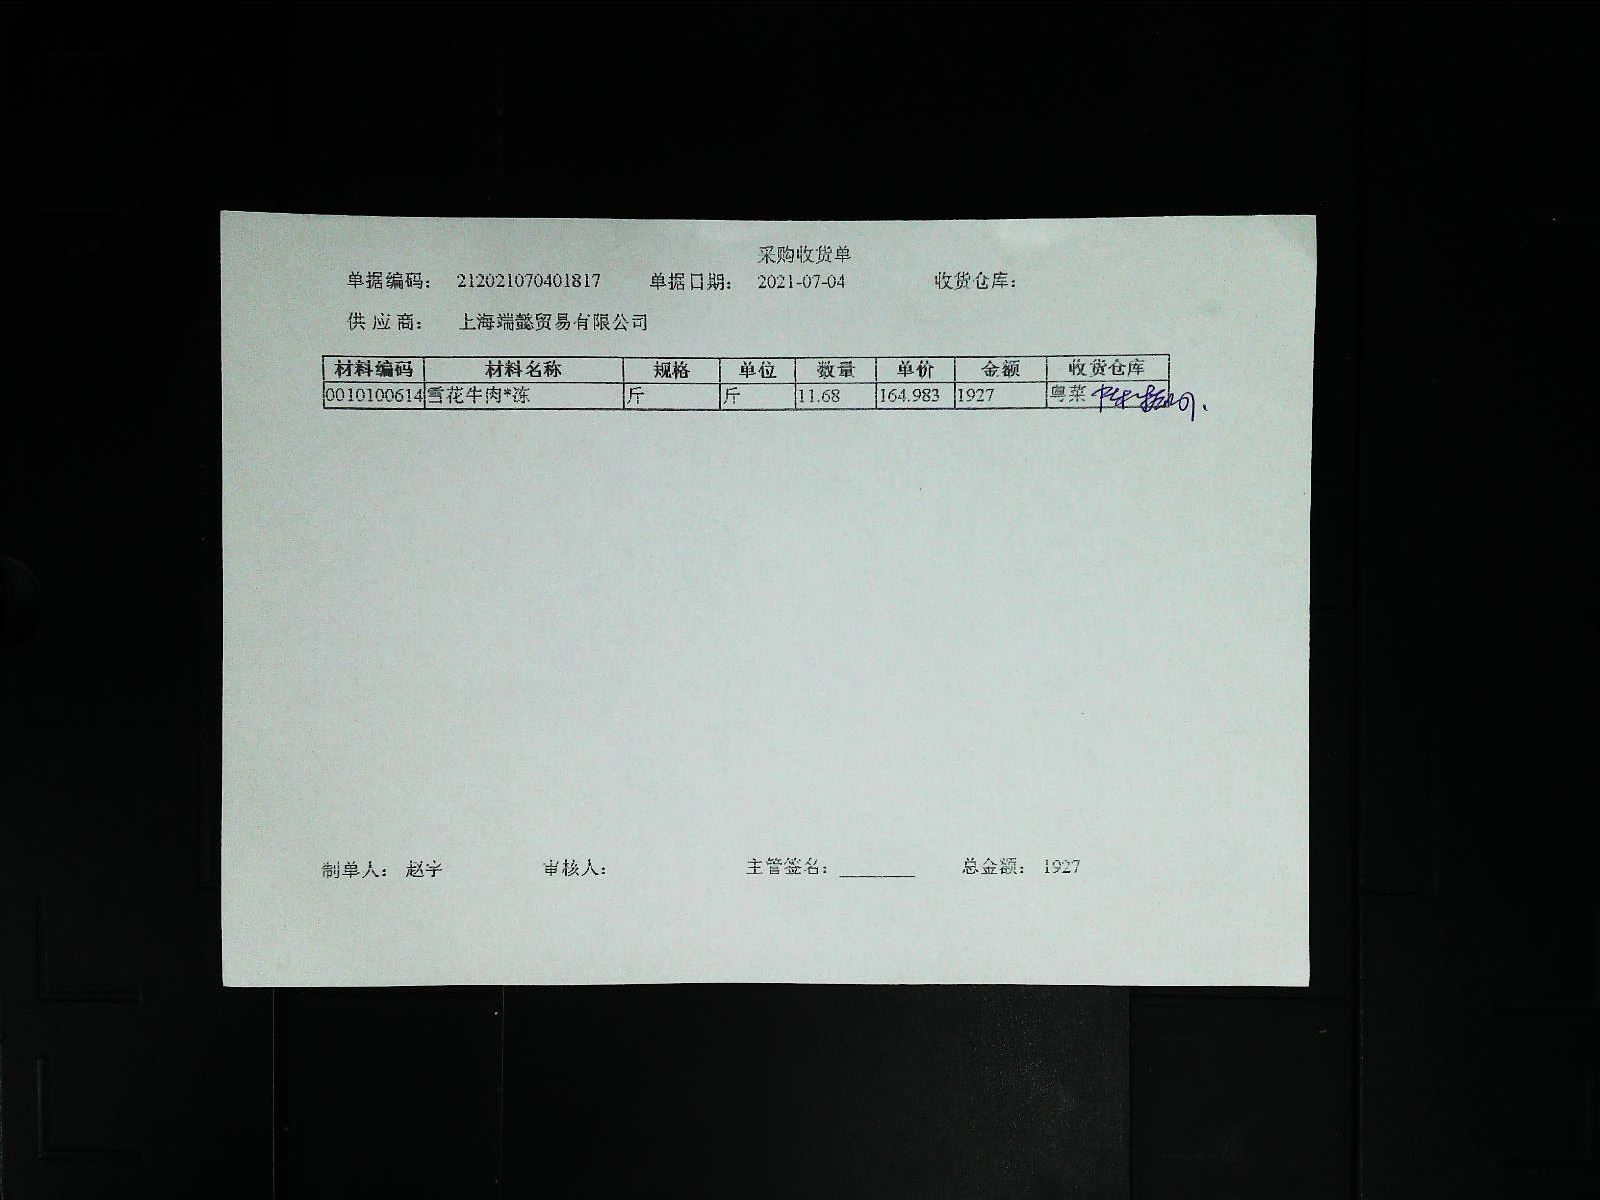 采购收货单
单据编码： 212021070401817 单据日期： 2021-07-04 收货仓库：
供 应 商： 上海端懿贸易有限公司
材料编码 材料名称 规格 单位 数量 单价 金额 收货仓库
0010100614 雪花牛肉*冻 斤 斤 11.68 164.983 1927 粤菜
制单人： 赵宇 审核人： 主管签名：________ 总金额： 1927